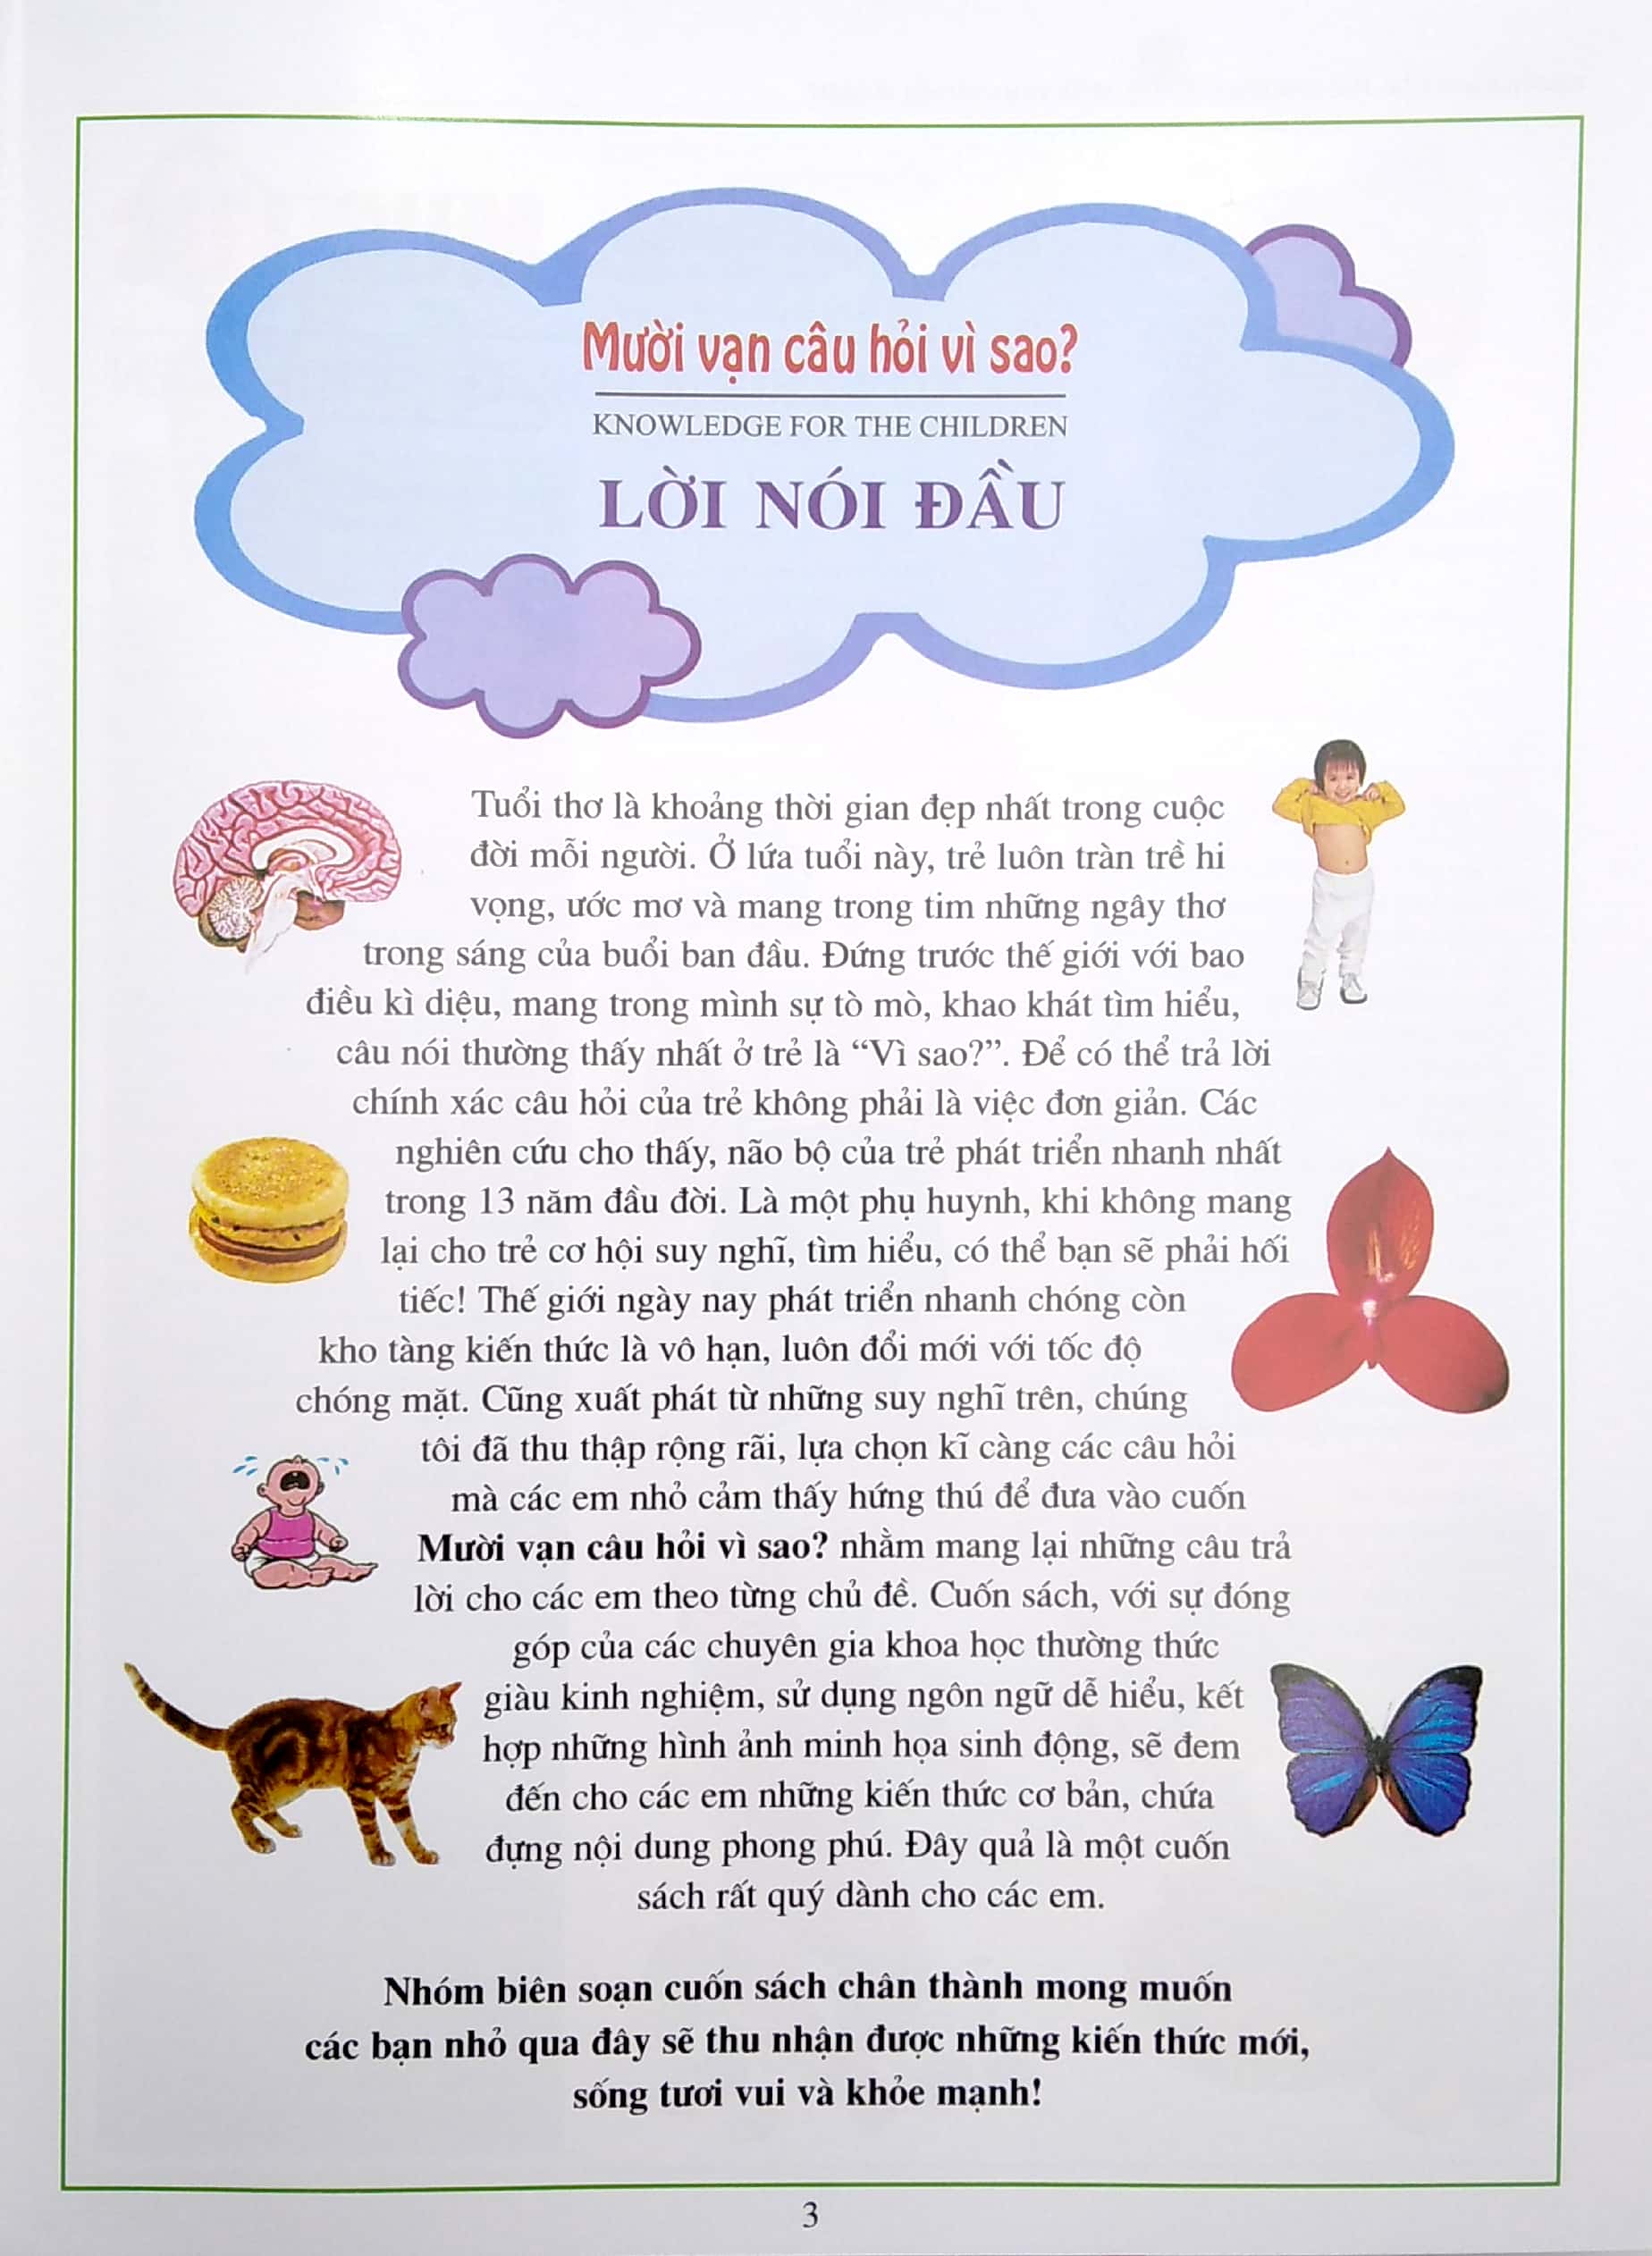 Mười vạn câu hỏi vì sao?
KNOWLEDGE FOR THE CHILDREN
LỜI NÓI ĐẦU
Tuổi thơ là khoảng thời gian đẹp nhất trong cuộc
đời mỗi người. Ở lứa tuổi này, trẻ luôn tràn trề hi
vọng, ước mơ và mang trong tim những ngây thơ
trong sáng của buổi ban đầu. Đứng trước thế giới với bao
điều kì diệu, mang trong mình sự tò mò, khao khát tìm hiểu,
câu nói thường thấy nhất ở trẻ là “Vì sao?”. Để có thể trả lời
chính xác câu hỏi của trẻ không phải là việc đơn giản. Các
nghiên cứu cho thấy, não bộ của trẻ phát triển nhanh nhất
trong 13 năm đầu đời. Là một phụ huynh, khi không mang
lại cho trẻ cơ hội suy nghĩ, tìm hiểu, có thể bạn sẽ phải hối
tiếc! Thế giới ngày nay phát triển nhanh chóng còn
kho tàng kiến thức là vô hạn, luôn đổi mới với tốc độ
chóng mặt. Cũng xuất phát từ những suy nghĩ trên, chúng
tôi đã thu thập rộng rãi, lựa chọn kĩ càng các câu hỏi
mà các em nhỏ cảm thấy hứng thú để đưa vào cuốn
Mười vạn câu hỏi vì sao? nhằm mang lại những câu trả
lời cho các em theo từng chủ đề. Cuốn sách, với sự đóng
góp của các chuyên gia khoa học thường thức
giàu kinh nghiệm, sử dụng ngôn ngữ dễ hiểu, kết
hợp những hình ảnh minh họa sinh động, sẽ đem
đến cho các em những kiến thức cơ bản, chứa
đựng nội dung phong phú. Đây quả là một cuốn
sách rất quý dành cho các em.
Nhóm biên soạn cuốn sách chân thành mong muốn
các bạn nhỏ qua đây sẽ thu nhận được những kiến thức mới,
sống tươi vui và khỏe mạnh!
3